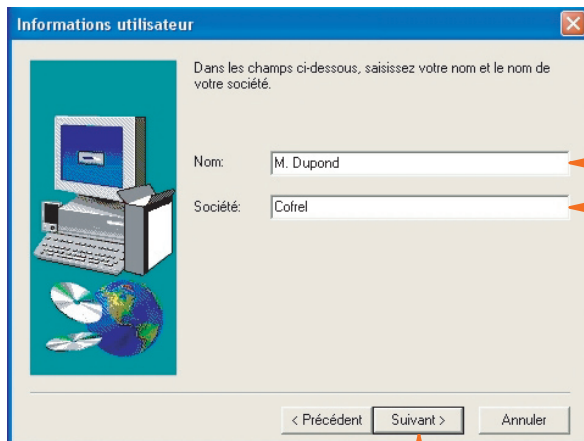 Informations utilisateur
Dans les champs ci-dessous, saisissez votre nom et le nom de
votre société.
Nom: M. Dupond
Société: Cofrel
< Précédent Suivant > Annuler